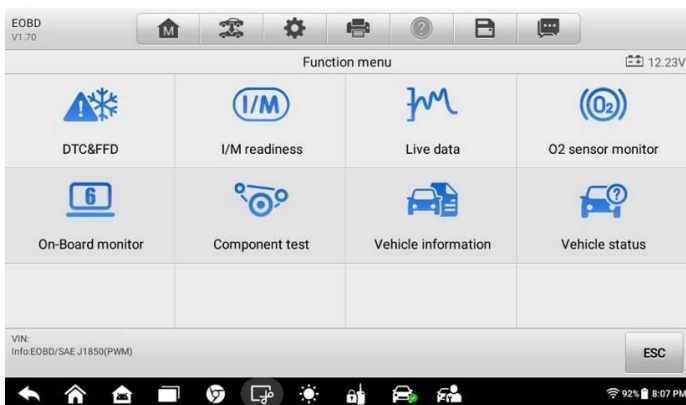 EOBD
V1.70
M
Function menu
12.23V
I/M
O2
DTC&FFD
I/M readiness
Live data
O2 sensor monitor
6
On-Board monitor
Component test
Vehicle information
Vehicle status
VIN:
Info:EOBD/SAE J1850(PWM)
ESC
92% 8:07 PM